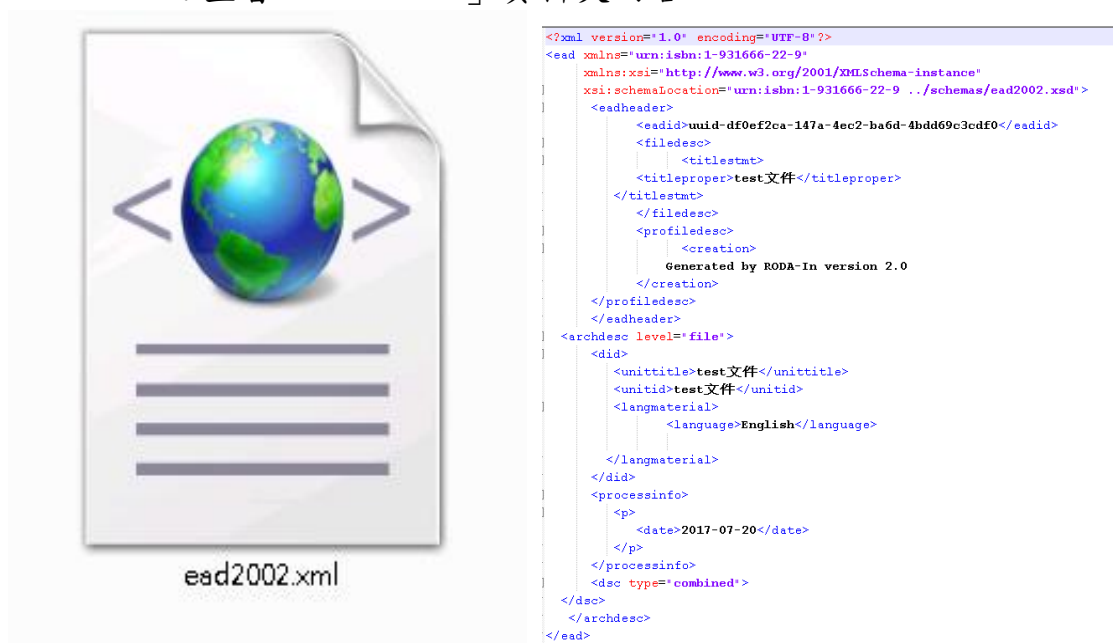 ead2002.xml
<?xml version="1.0" encoding="UTF-8"?>
<ead xmlns="urn:isbn:1-931666-22-9"
xmlns:xsi="http://www.w3.org/2001/XMLSchema-instance"
xsi:schemaLocation="urn:isbn:1-931666-22-9 ../schemas/ead2002.xsd">
<eadheader>
<eadid>uuid-df0ef2ca-147a-4ec2-ba6d-4bdd69c3cdf0</eadid>
<filedesc>
<titlestmt>
<titleproper>test文件</titleproper>
</titlestmt>
</filedesc>
<profiledesc>
<creation>
Generated by RODA-In version 2.0
</creation>
</profiledesc>
</eadheader>
<archdesc level="file">
<did>
<unittitle>test文件</unittitle>
<unitid>test文件</unitid>
<langmaterial>
<language>English</language>
</langmaterial>
</did>
<processinfo>
<p>
<date>2017-07-20</date>
</p>
</processinfo>
<dsc type="combined">
</dsc>
</archdesc>
</ead>